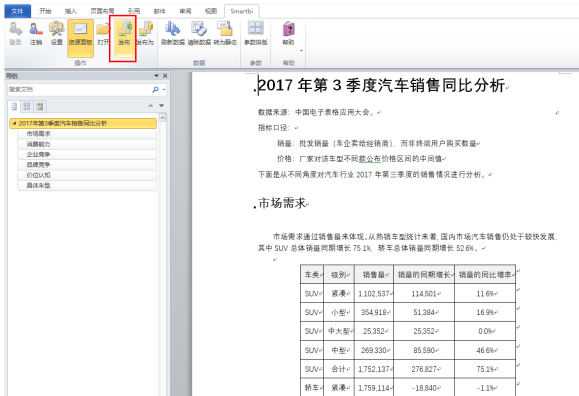 文件 开始 插入 页面布局 引用 邮件 审阅 视图 Smartbi
登录 注销 设置 资源面板 打开 发布 发布为 刷新数据 清除数据 转为静态 参数面板 帮助
操作 数据 参数 帮助
导航
搜索文档
2017年第3季度汽车销售同比分析
市场需求
消费能力
企业竞争
品牌竞争
价位认知
具体车型
2017 年第 3 季度汽车销售同比分析
数据来源：中国电子表格应用大会。
指标口径：
销量：批发销量（车企卖给经销商），而非终端用户购买数量
价格：厂家对该车型不同款公布价格区间的中间值
下面是从不同角度对汽车行业 2017 年第三季度的销售情况进行分析。
市场需求
市场需求通过销售量来体现。从热销车型统计来看，国内市场汽车销售仍处于较快发展，
其中 SUV 总体销量同期增长 75.1%，轿车总体销量同期增长 52.6%。
车类 级别 销售量 销量的同期增长 销量的同比增率
SUV 紧凑 1,102,537 114,501 11.6%
SUV 小型 354,918 51,384 16.9%
SUV 中大型 25,352 25,352 0.0%
SUV 中型 269,330 85,590 46.6%
SUV 合计 1,752,137 276,827 75.1%
轿车 紧凑 1,759,114 -18,840 -1.1%